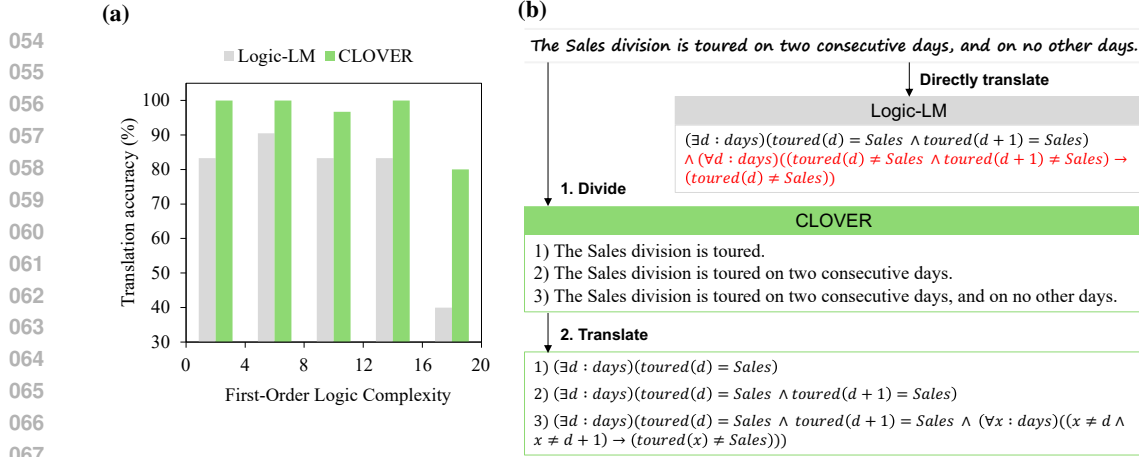 (a)
(b)
054
055
056
057
058
059
060
061
062
063
064
065
066
067
Logic-LM CLOVER
Translation accuracy (%)
100
90
80
70
60
50
40
30
0 4 8 12 16 20
First-Order Logic Complexity
The Sales division is toured on two consecutive days, and on no other days.
Directly translate
Logic-LM
(∃d : days)(toured(d) = Sales ∧ toured(d + 1) = Sales)
∧ (∀d : days)((toured(d) ≠ Sales ∧ toured(d + 1) ≠ Sales) →
(toured(d) ≠ Sales))
1. Divide
CLOVER
1) The Sales division is toured.
2) The Sales division is toured on two consecutive days.
3) The Sales division is toured on two consecutive days, and on no other days.
2. Translate
1) (∃d : days)(toured(d) = Sales)
2) (∃d : days)(toured(d) = Sales ∧ toured(d + 1) = Sales)
3) (∃d : days)(toured(d) = Sales ∧ toured(d + 1) = Sales ∧ (∀x : days)((x ≠ d ∧
x ≠ d + 1) → (toured(x) ≠ Sales)))